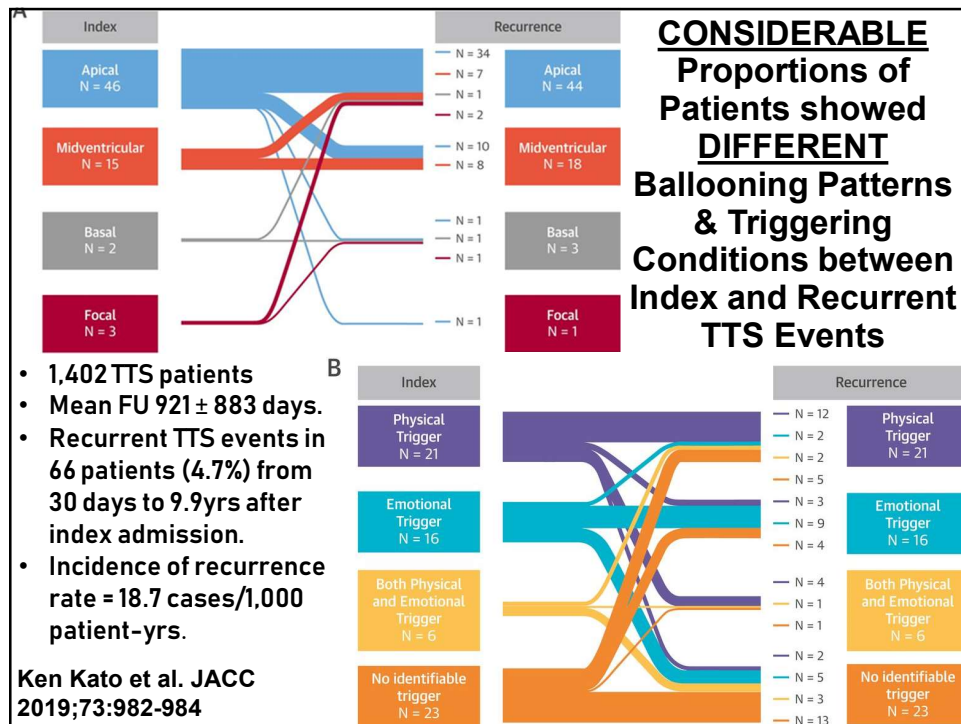 A
Index
Recurrence
Apical
N = 46
Midventricular
N = 15
Basal
N = 2
Focal
N = 3
N = 34
N = 7
N = 1
N = 2
N = 10
N = 8
N = 1
N = 1
N = 1
N = 1
Apical
N = 44
Midventricular
N = 18
Basal
N = 3
Focal
N = 1
CONSIDERABLE
Proportions of
Patients showed
DIFFERENT
Ballooning Patterns
& Triggering
Conditions between
Index and Recurrent
TTS Events
• 1,402 TTS patients
• Mean FU 921 ± 883 days.
• Recurrent TTS events in
66 patients (4.7%) from
30 days to 9.9yrs after
index admission.
• Incidence of recurrence
rate = 18.7 cases/1,000
patient-yrs.
Ken Kato et al. JACC
2019;73:982-984
B
Index
Recurrence
Physical
Trigger
N = 21
Emotional
Trigger
N = 16
Both Physical
and Emotional
Trigger
N = 6
No identifiable
trigger
N = 23
N = 12
N = 2
N = 2
N = 5
N = 3
N = 9
N = 4
N = 4
N = 1
N = 1
N = 2
N = 5
N = 3
N = 13
Physical
Trigger
N = 21
Emotional
Trigger
N = 16
Both Physical
and Emotional
Trigger
N = 6
No identifiable
trigger
N = 23